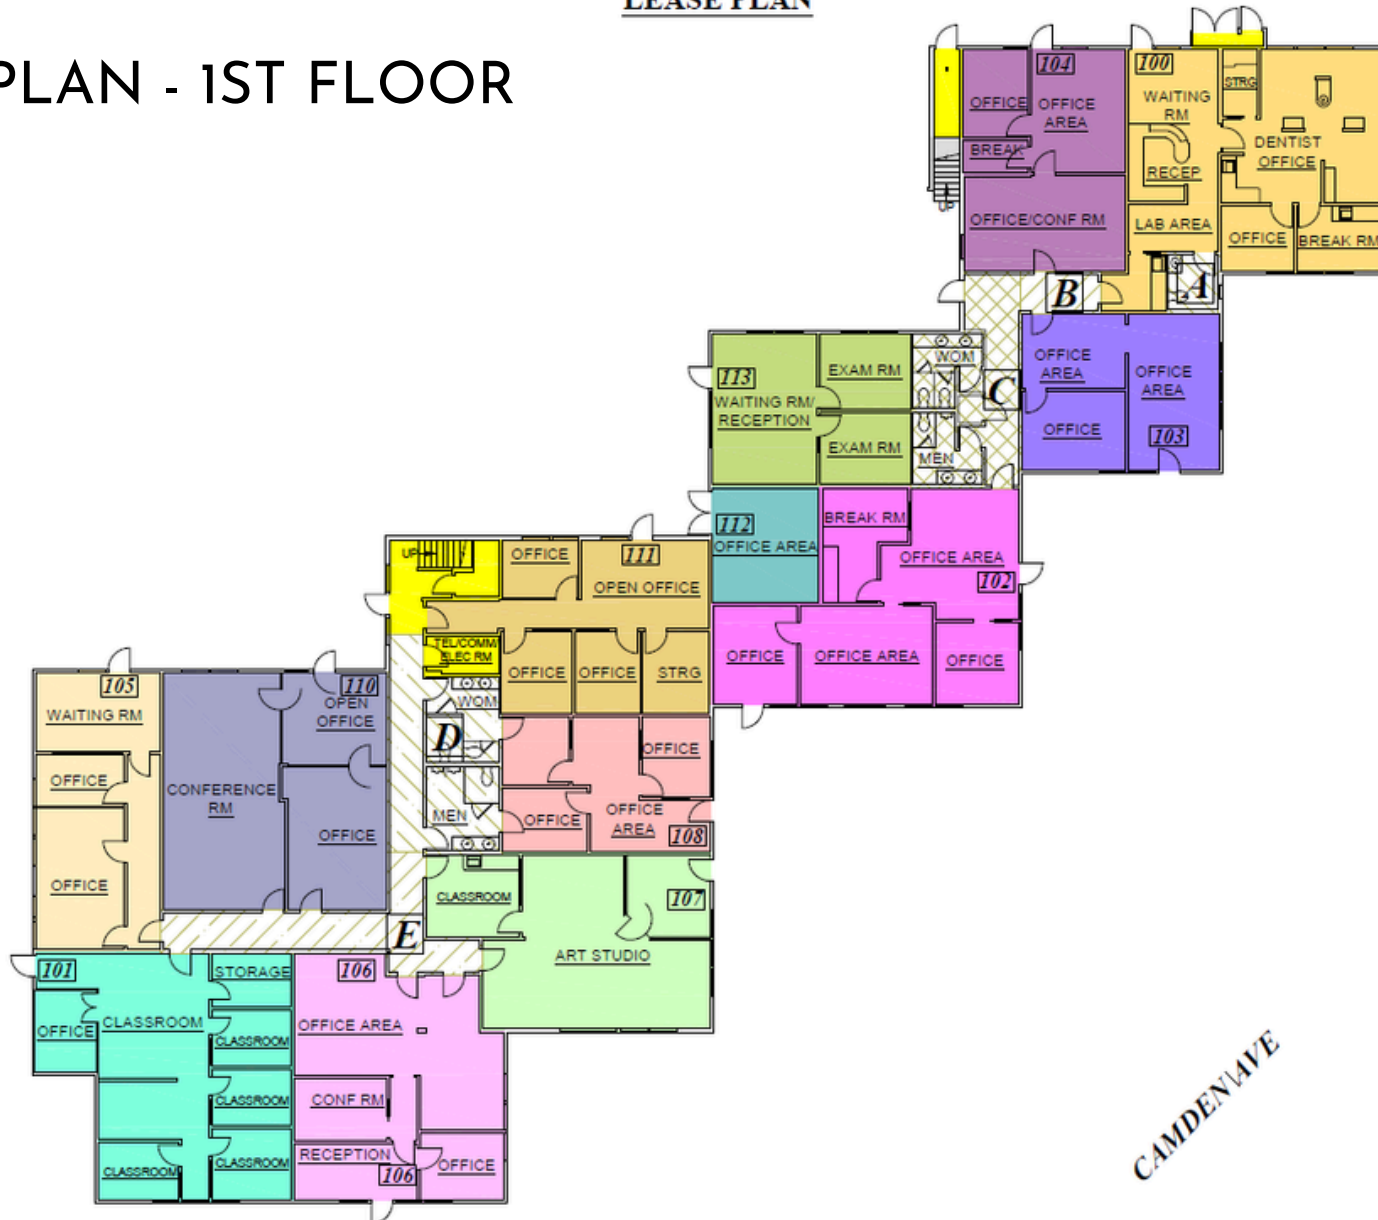 LEASE PLAN
PLAN - 1ST FLOOR
104
OFFICE
OFFICE
AREA
BREAK
OFFICE/CONF RM
UP
100
WAITING
RM
RECEP
LAB AREA
STRG
DENTIST
OFFICE
OFFICE
BREAK RM
B
A
C
OFFICE
AREA
OFFICE
AREA
OFFICE
103
113
WAITING RM/
RECEPTION
EXAM RM
EXAM RM
WOM
MEN
112
OFFICE AREA
BREAK RM
OFFICE AREA
102
OFFICE
OFFICE AREA
OFFICE
UP
OFFICE
111
OPEN OFFICE
TEL/COMM/
ELEC RM
OFFICE
OFFICE
STRG
WOM
D
MEN
105
WAITING RM
OFFICE
OFFICE
110
OPEN
OFFICE
CONFERENCE
RM
OFFICE
OFFICE
OFFICE
OFFICE
AREA
108
CLASSROOM
107
ART STUDIO
E
101
STORAGE
CLASSROOM
OFFICE
CLASSROOM
CLASSROOM
CLASSROOM
CLASSROOM
106
OFFICE AREA
CONF RM
RECEPTION
106
OFFICE
CAMDEN\AVE